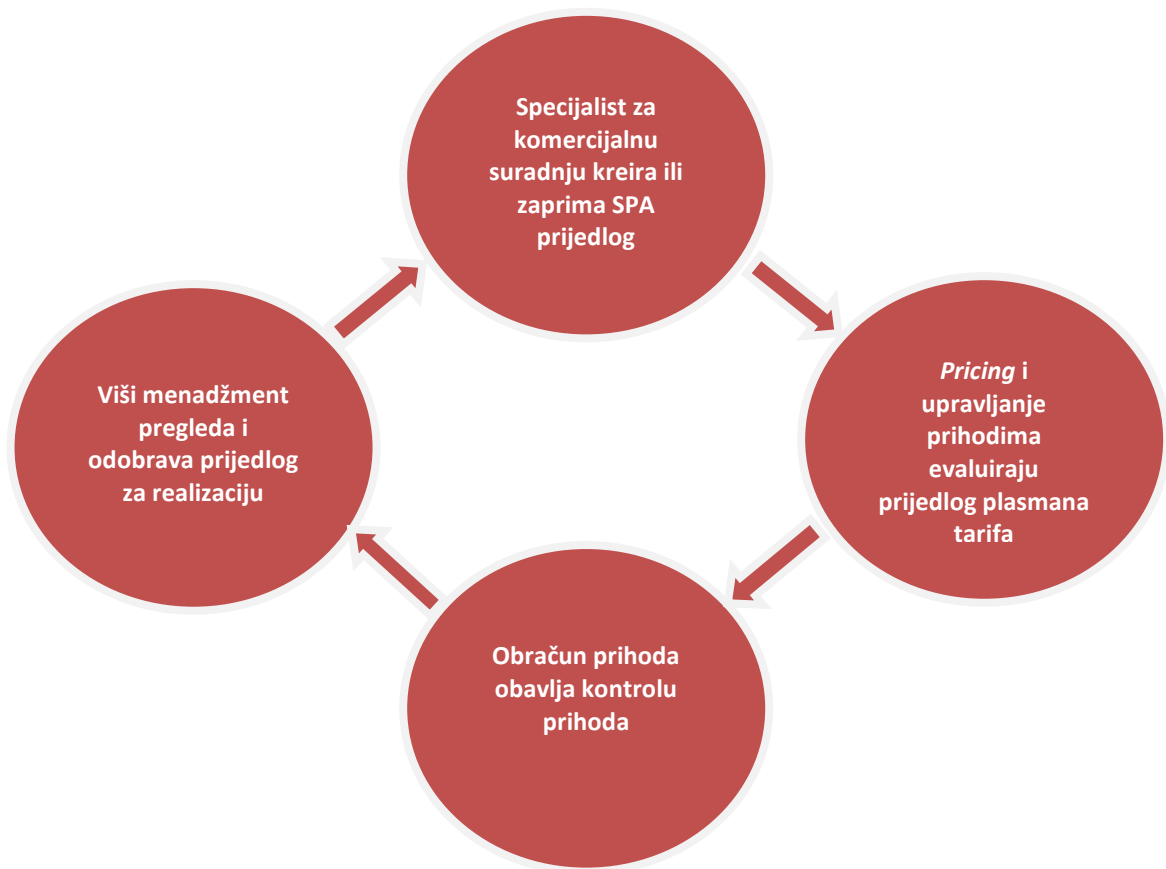 Specijalist za
komercijalnu
suradnju kreira ili
zaprima SPA
prijedlog
Pricing i
upravljanje
prihodima
evaluiraju
prijedlog plasmana
tarifa
Obračun prihoda
obavlja kontrolu
prihoda
Viši menadžment
pregleda i
odobrava prijedlog
za realizaciju